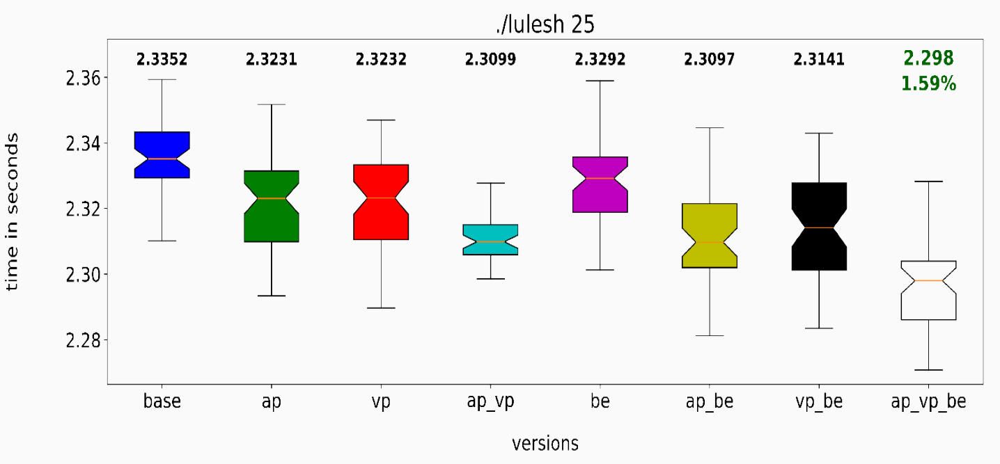 ./lulesh 25
2.3352 2.3231 2.3232 2.3099 2.3292 2.3097 2.3141 2.298
1.59%
2.36
2.34
2.32
2.30
2.28
time in seconds
base ap vp ap_vp be ap_be vp_be ap_vp_be
versions